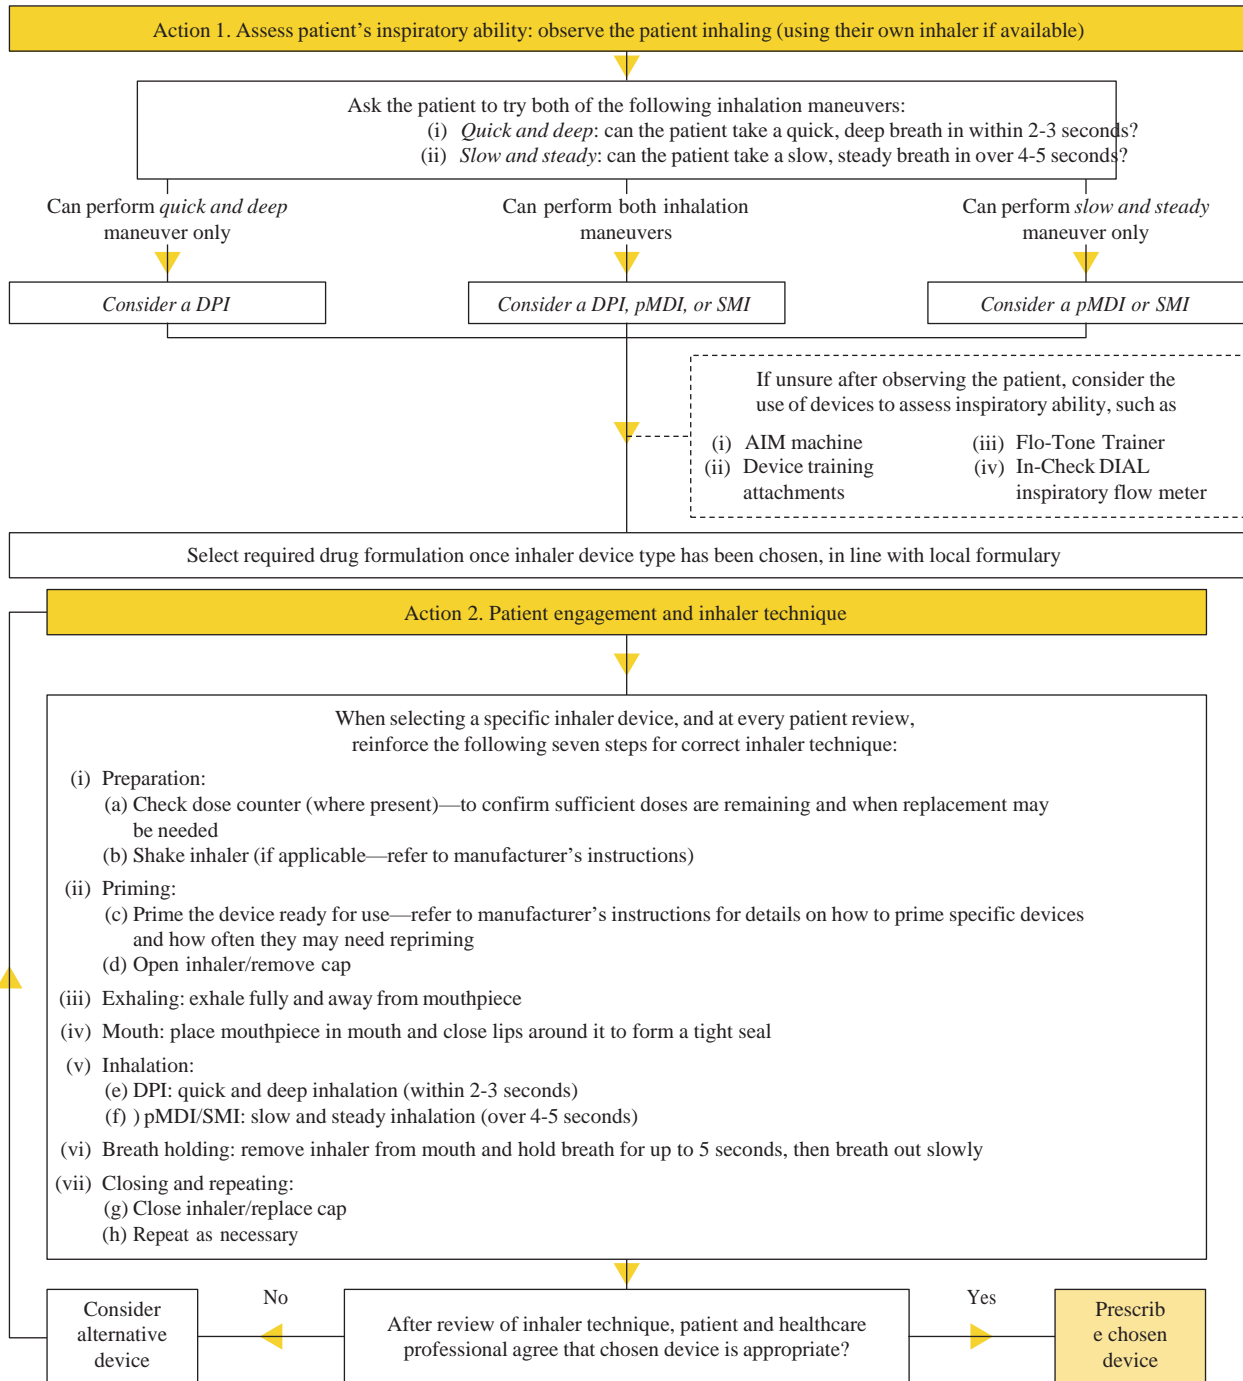 Action 1. Assess patient’s inspiratory ability: observe the patient inhaling (using their own inhaler if available)
Ask the patient to try both of the following inhalation maneuvers:
(i) Quick and deep: can the patient take a quick, deep breath in within 2-3 seconds?
(ii) Slow and steady: can the patient take a slow, steady breath in over 4-5 seconds?
Can perform quick and deep
maneuver only
Can perform both inhalation
maneuvers
Can perform slow and steady
maneuver only
Consider a DPI
Consider a DPI, pMDI, or SMI
Consider a pMDI or SMI
If unsure after observing the patient, consider the
use of devices to assess inspiratory ability, such as
(i) AIM machine
(ii) Device training
attachments
(iii) Flo-Tone Trainer
(iv) In-Check DIAL
inspiratory flow meter
Select required drug formulation once inhaler device type has been chosen, in line with local formulary
Action 2. Patient engagement and inhaler technique
When selecting a specific inhaler device, and at every patient review,
reinforce the following seven steps for correct inhaler technique:
(i) Preparation:
(a) Check dose counter (where present)—to confirm sufficient doses are remaining and when replacement may
be needed
(b) Shake inhaler (if applicable—refer to manufacturer’s instructions)
(ii) Priming:
(c) Prime the device ready for use—refer to manufacturer’s instructions for details on how to prime specific devices
and how often they may need repriming
(d) Open inhaler/remove cap
(iii) Exhaling: exhale fully and away from mouthpiece
(iv) Mouth: place mouthpiece in mouth and close lips around it to form a tight seal
(v) Inhalation:
(e) DPI: quick and deep inhalation (within 2-3 seconds)
(f) ) pMDI/SMI: slow and steady inhalation (over 4-5 seconds)
(vi) Breath holding: remove inhaler from mouth and hold breath for up to 5 seconds, then breath out slowly
(vii) Closing and repeating:
(g) Close inhaler/replace cap
(h) Repeat as necessary
Consider
alternative
device
No
After review of inhaler technique, patient and healthcare
professional agree that chosen device is appropriate?
Yes
Prescrib
e chosen
device